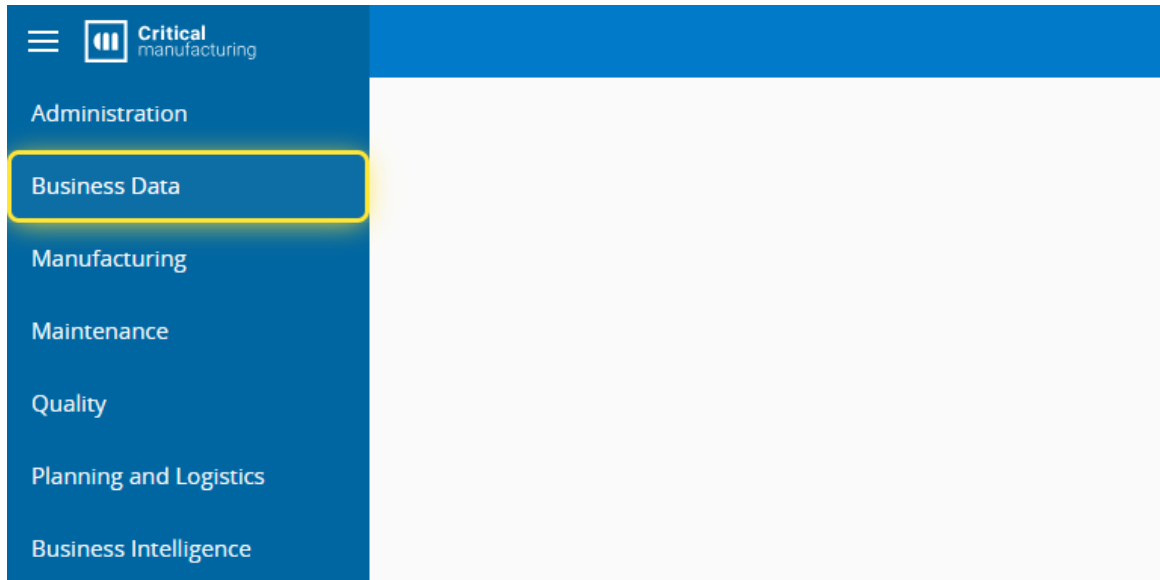 Critical
manufacturing
Administration
Business Data
Manufacturing
Maintenance
Quality
Planning and Logistics
Business Intelligence